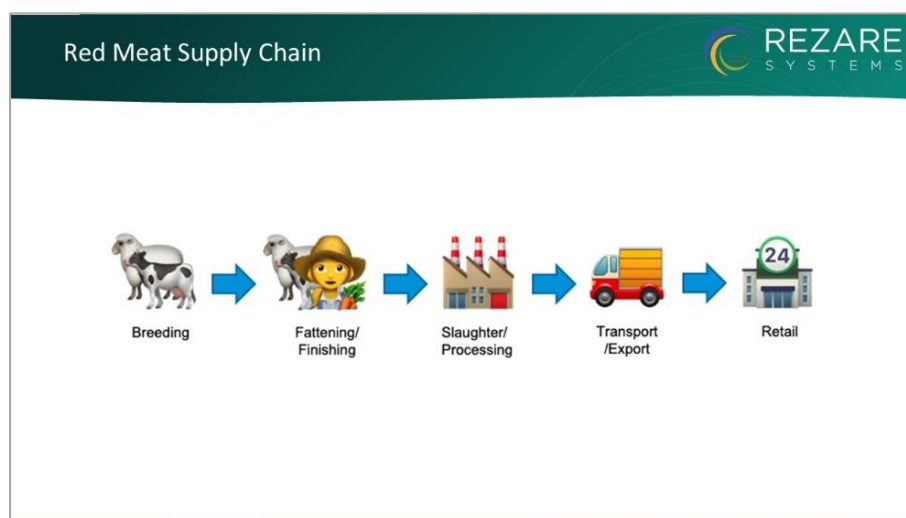 Red Meat Supply Chain
REZARE
SYSTEMS
24
Breeding
Fattening/
Finishing
Slaughter/
Processing
Transport
/Export
Retail